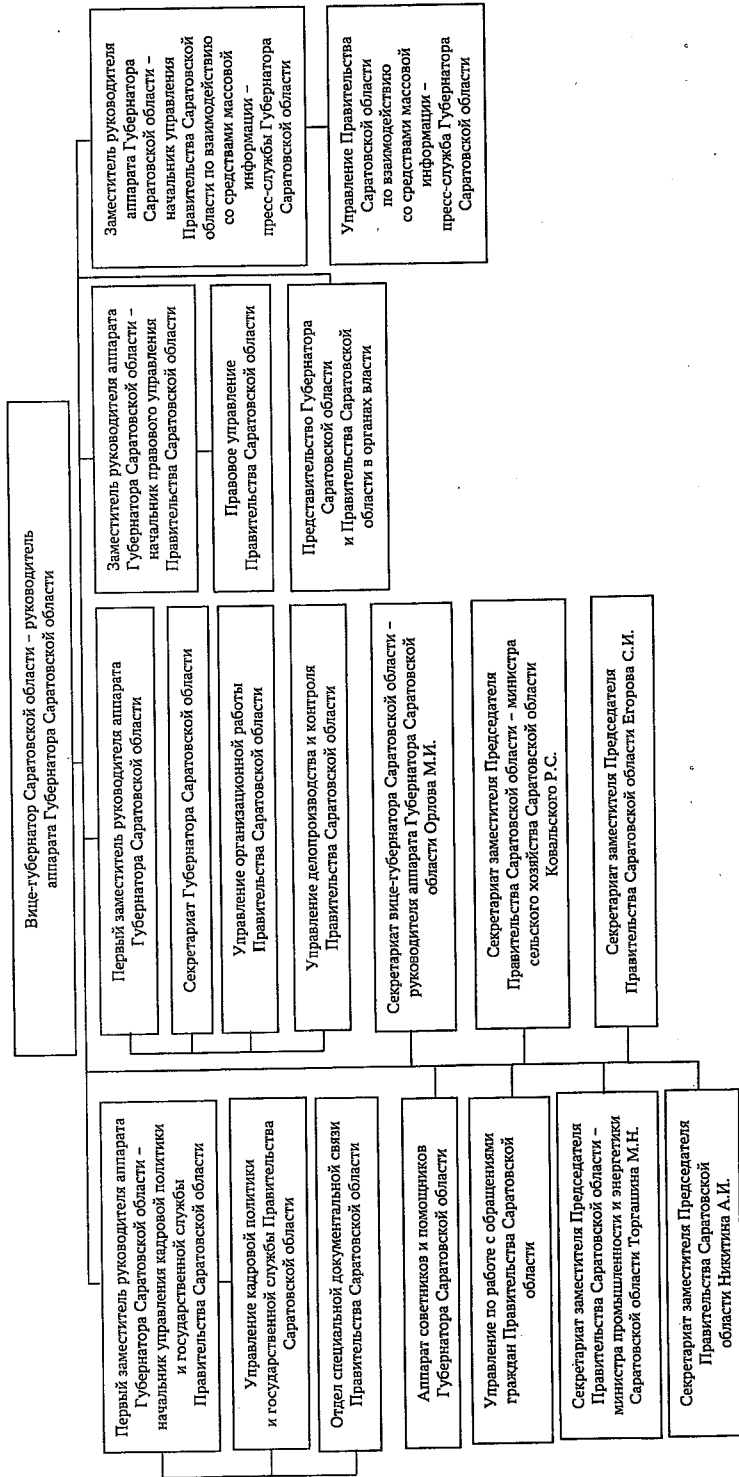 Вице-губернатор Саратовской области – руководитель
аппарата Губернатора Саратовской области
Первый заместитель руководителя аппарата
Губернатора Саратовской области –
начальник управления кадровой политики
и государственной службы
Правительства Саратовской области
Управление кадровой политики
и государственной службы Правительства
Саратовской области
Отдел специальной документальной связи
Правительства Саратовской области
Аппарат советников и помощников
Губернатора Саратовской области
Управление по работе с обращениями
граждан Правительства Саратовской
области
Секретариат заместителя Председателя
Правительства Саратовской области –
министра промышленности и энергетики
Саратовской области Торгашина М.Н.
Секретариат заместителя Председателя
Правительства Саратовской
области Никитина А.И.
Первый заместитель руководителя аппарата
Губернатора Саратовской области
Секретариат Губернатора Саратовской области
Управление организационной работы
Правительства Саратовской области
Управление делопроизводства и контроля
Правительства Саратовской области
Секретариат вице-губернатора Саратовской области –
руководителя аппарата Губернатора Саратовской
области Орлова М.И.
Секретариат заместителя Председателя
Правительства Саратовской области – министра
сельского хозяйства Саратовской области
Ковальского Р.С.
Секретариат заместителя Председателя
Правительства Саратовской области Егорова С.И.
Заместитель руководителя аппарата
Губернатора Саратовской области –
начальник правового управления
Правительства Саратовской области
Правовое управление
Правительства Саратовской области
Представительство Губернатора
Саратовской области
и Правительства Саратовской
области в органах власти
Заместитель руководителя
аппарата Губернатора
Саратовской области –
начальник управления
Правительства Саратовской
области по взаимодействию
со средствами массовой
информации –
пресс-службы Губернатора
Саратовской области
Управление Правительства
Саратовской области
по взаимодействию
со средствами массовой
информации –
пресс-служба Губернатора
Саратовской области